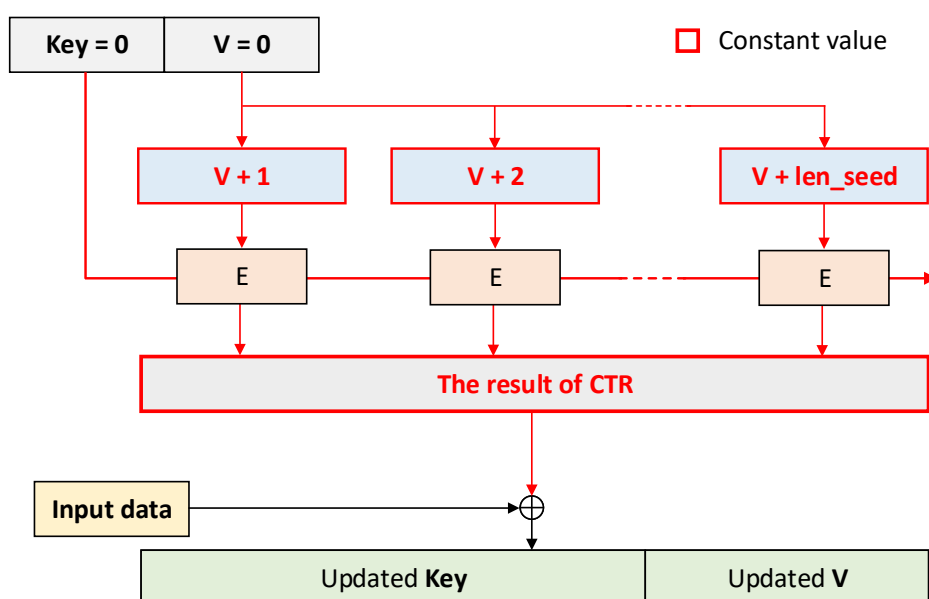 Key = 0
V = 0
Constant value
V + 1
V + 2
V + len_seed
E
E
E
The result of CTR
Input data
Updated Key
Updated V